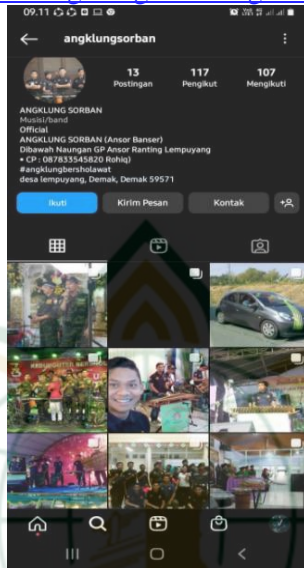 09.11
angklungsorban
13
117
107
Postingan
Pengikut
Mengikuti
ANGKLUNG SORBAN
Musisi/band
Official
ANGKLUNG SORBAN (Ansor Banser)
Dibawah Naungan GP Ansor Ranting Lempuyang
• CP : 087833545820 Rohiq)
#angklungbersholawat
desa lempuyang, Demak, Demak 59571
Ikuti
Kirim Pesan
Kontak